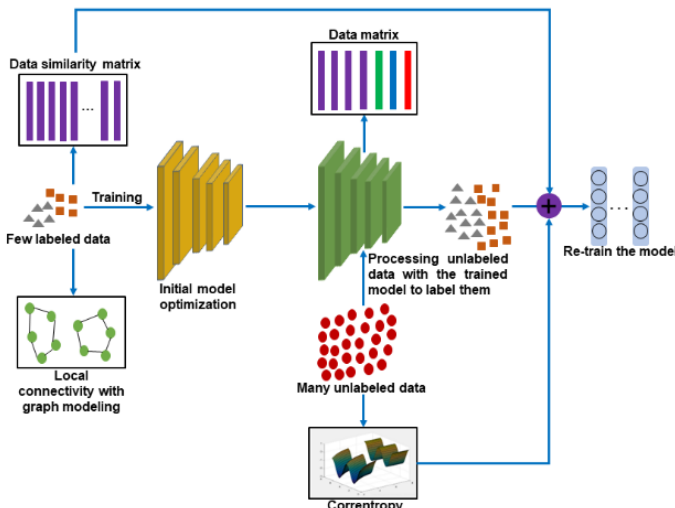 Data matrix
Data similarity matrix
...
Training
Few labeled data
Initial model
optimization
Processing unlabeled
data with the trained
model to label them
+
...
Re-train the model
Local
connectivity with
graph modeling
Many unlabeled data
Correntropy